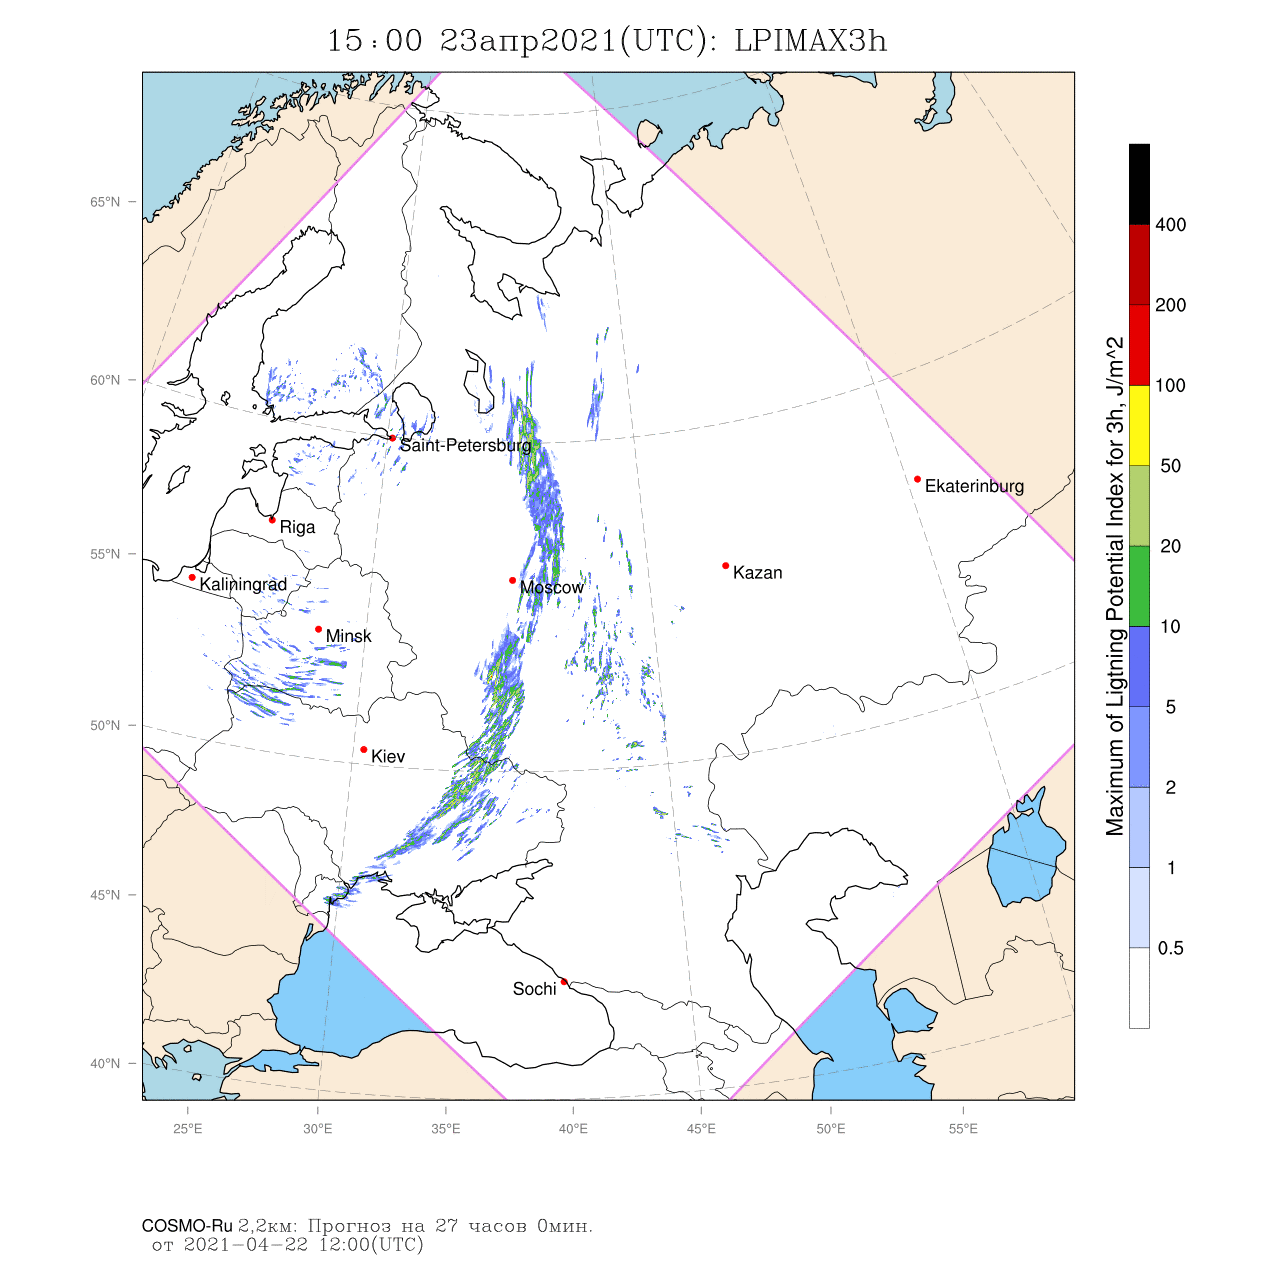 15:00 23апр2021(UTC): LPIMAX3h
65°N
60°N
55°N
50°N
45°N
40°N
25°E
30°E
35°E
40°E
45°E
50°E
55°E
Saint-Petersburg
Ekaterinburg
Riga
Kazan
Kaliningrad
Moscow
Minsk
Kiev
Sochi
400
200
100
50
20
10
5
2
1
0.5
Maximum of Ligtning Potential Index for 3h, J/m^2
COSMO-Ru 2,2км: Прогноз на 27 часов 0мин.
от 2021-04-22 12:00(UTC)